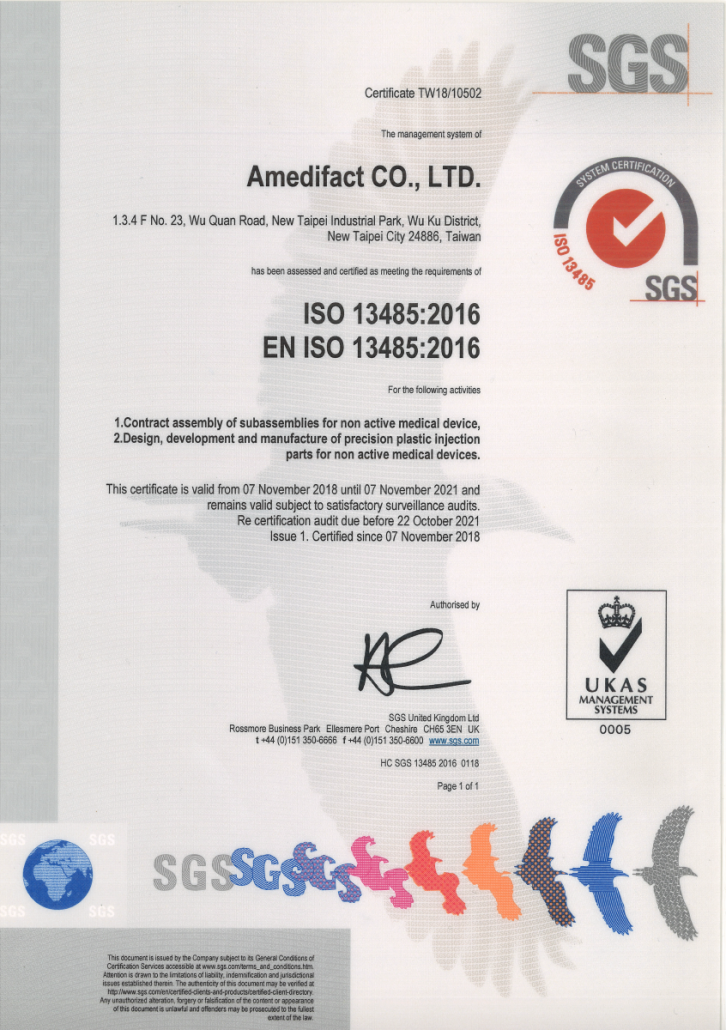 SGS
Certificate TW18/10502
The management system of
Amedifact CO., LTD.
1.3.4 F No. 23, Wu Quan Road, New Taipei Industrial Park, Wu Ku District,
New Taipei City 24886, Taiwan
has been assessed and certified as meeting the requirements of
ISO 13485:2016
EN ISO 13485:2016
For the following activities
1.Contract assembly of subassemblies for non active medical device,
2.Design, development and manufacture of precision plastic injection
parts for non active medical devices.
This certificate is valid from 07 November 2018 until 07 November 2021 and
remains valid subject to satisfactory surveillance audits.
Re certification audit due before 22 October 2021
Issue 1. Certified since 07 November 2018
Authorised by
SGS United Kingdom Ltd
Rossmore Business Park Ellesmere Port Cheshire CH65 3EN UK
t +44 (0)151 350-6666 f +44 (0)151 350-6600 www.sgs.com
HC SGS 13485 2016 0118
Page 1 of 1
SYSTEM CERTIFICATION
ISO 13485
SGS
UKAS
MANAGEMENT
SYSTEMS
0005
SGS SGS
SGS SGS
SGSSGSSGS
This document is issued by the Company subject to its General Conditions of
Certification Services accessible at www.sgs.com/terms_and_conditions.htm.
Attention is drawn to the limitations of liability, indemnification and jurisdictional
issues established therein. The authenticity of this document may be verified at
http://www.sgs.com/en/certified-clients-and-products/certified-client-directory.
Any unauthorized alteration, forgery or falsification of the content or appearance
of this document is unlawful and offenders may be prosecuted to the fullest
extent of the law.